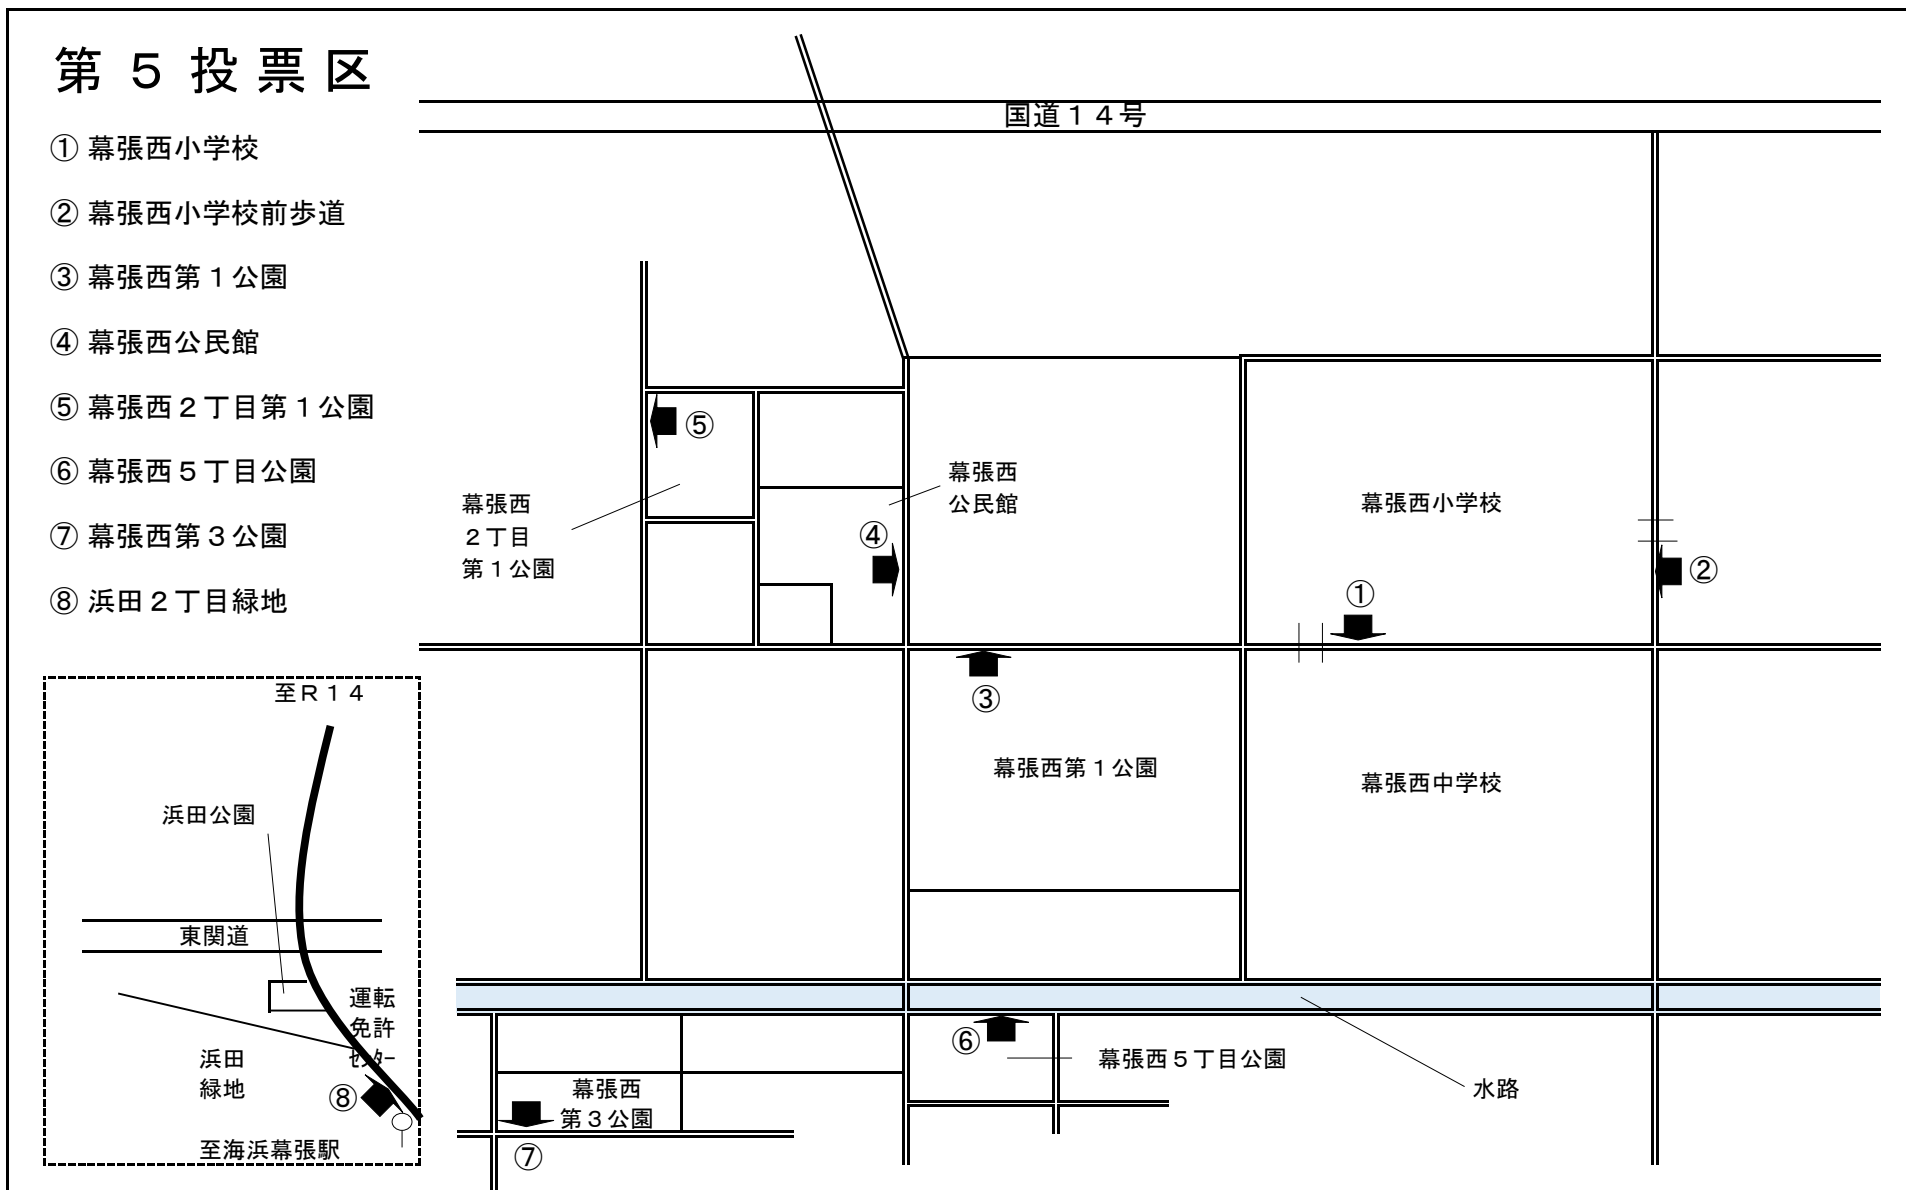 第５投票区
① 幕張西小学校
② 幕張西小学校前歩道
③ 幕張西第１公園
④ 幕張西公民館
⑤ 幕張西２丁目第１公園
⑥ 幕張西５丁目公園
⑦ 幕張西第３公園
⑧ 浜田２丁目緑地
国道１４号
⑤
幕張西
２丁目
第１公園
幕張西
公民館
④
幕張西小学校
②
①
③
幕張西第１公園
幕張西中学校
⑥
幕張西５丁目公園
水路
幕張西
第３公園
⑦
至Ｒ１４
浜田公園
東関道
運転
免許
ｾﾝﾀｰ
浜田
緑地
⑧
至海浜幕張駅